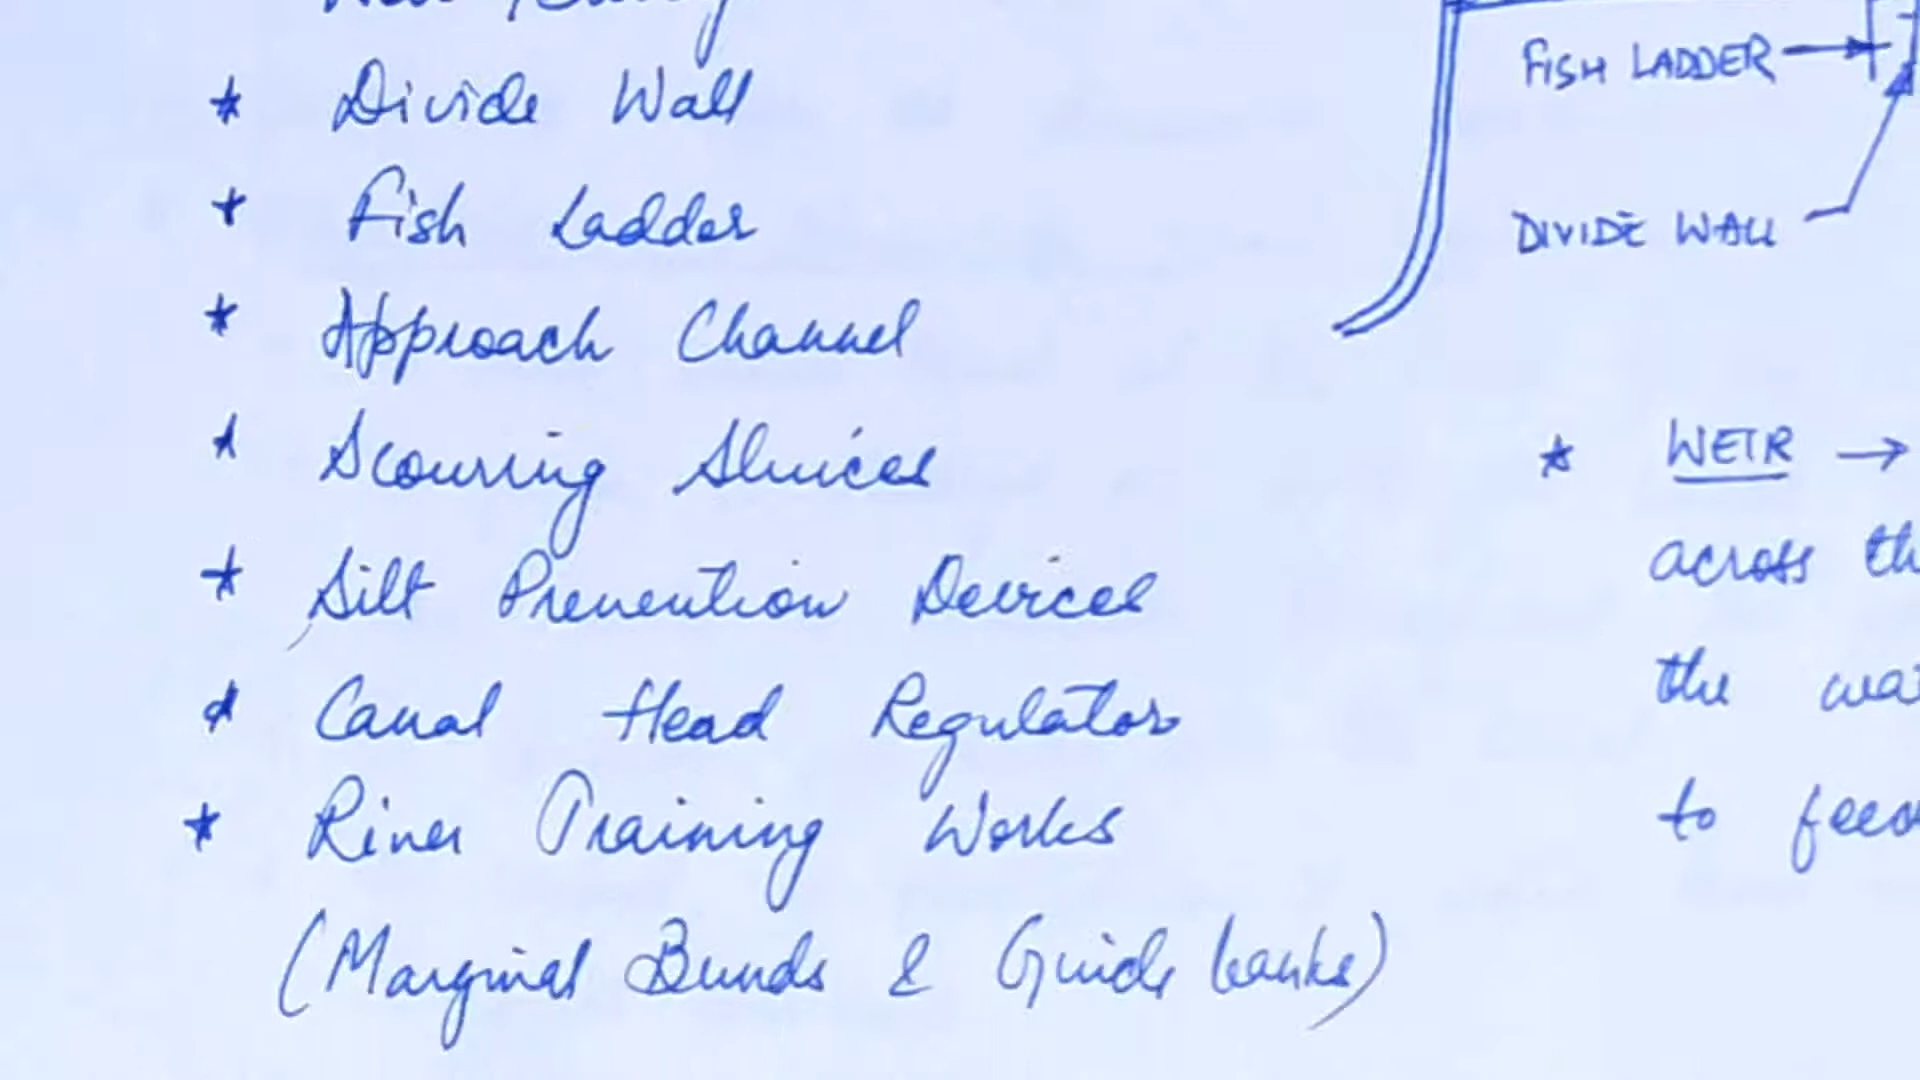 * Divide Wall
* Fish Ladder
* Approach Channel
* Scouring Sluices
* Silt Prevention Devices
* Canal Head Regulator
* River Training Works
(Marginal Bunds & Guide banks)
FISH LADDER
DIVIDE WALL
* WEIR →
across
the
to